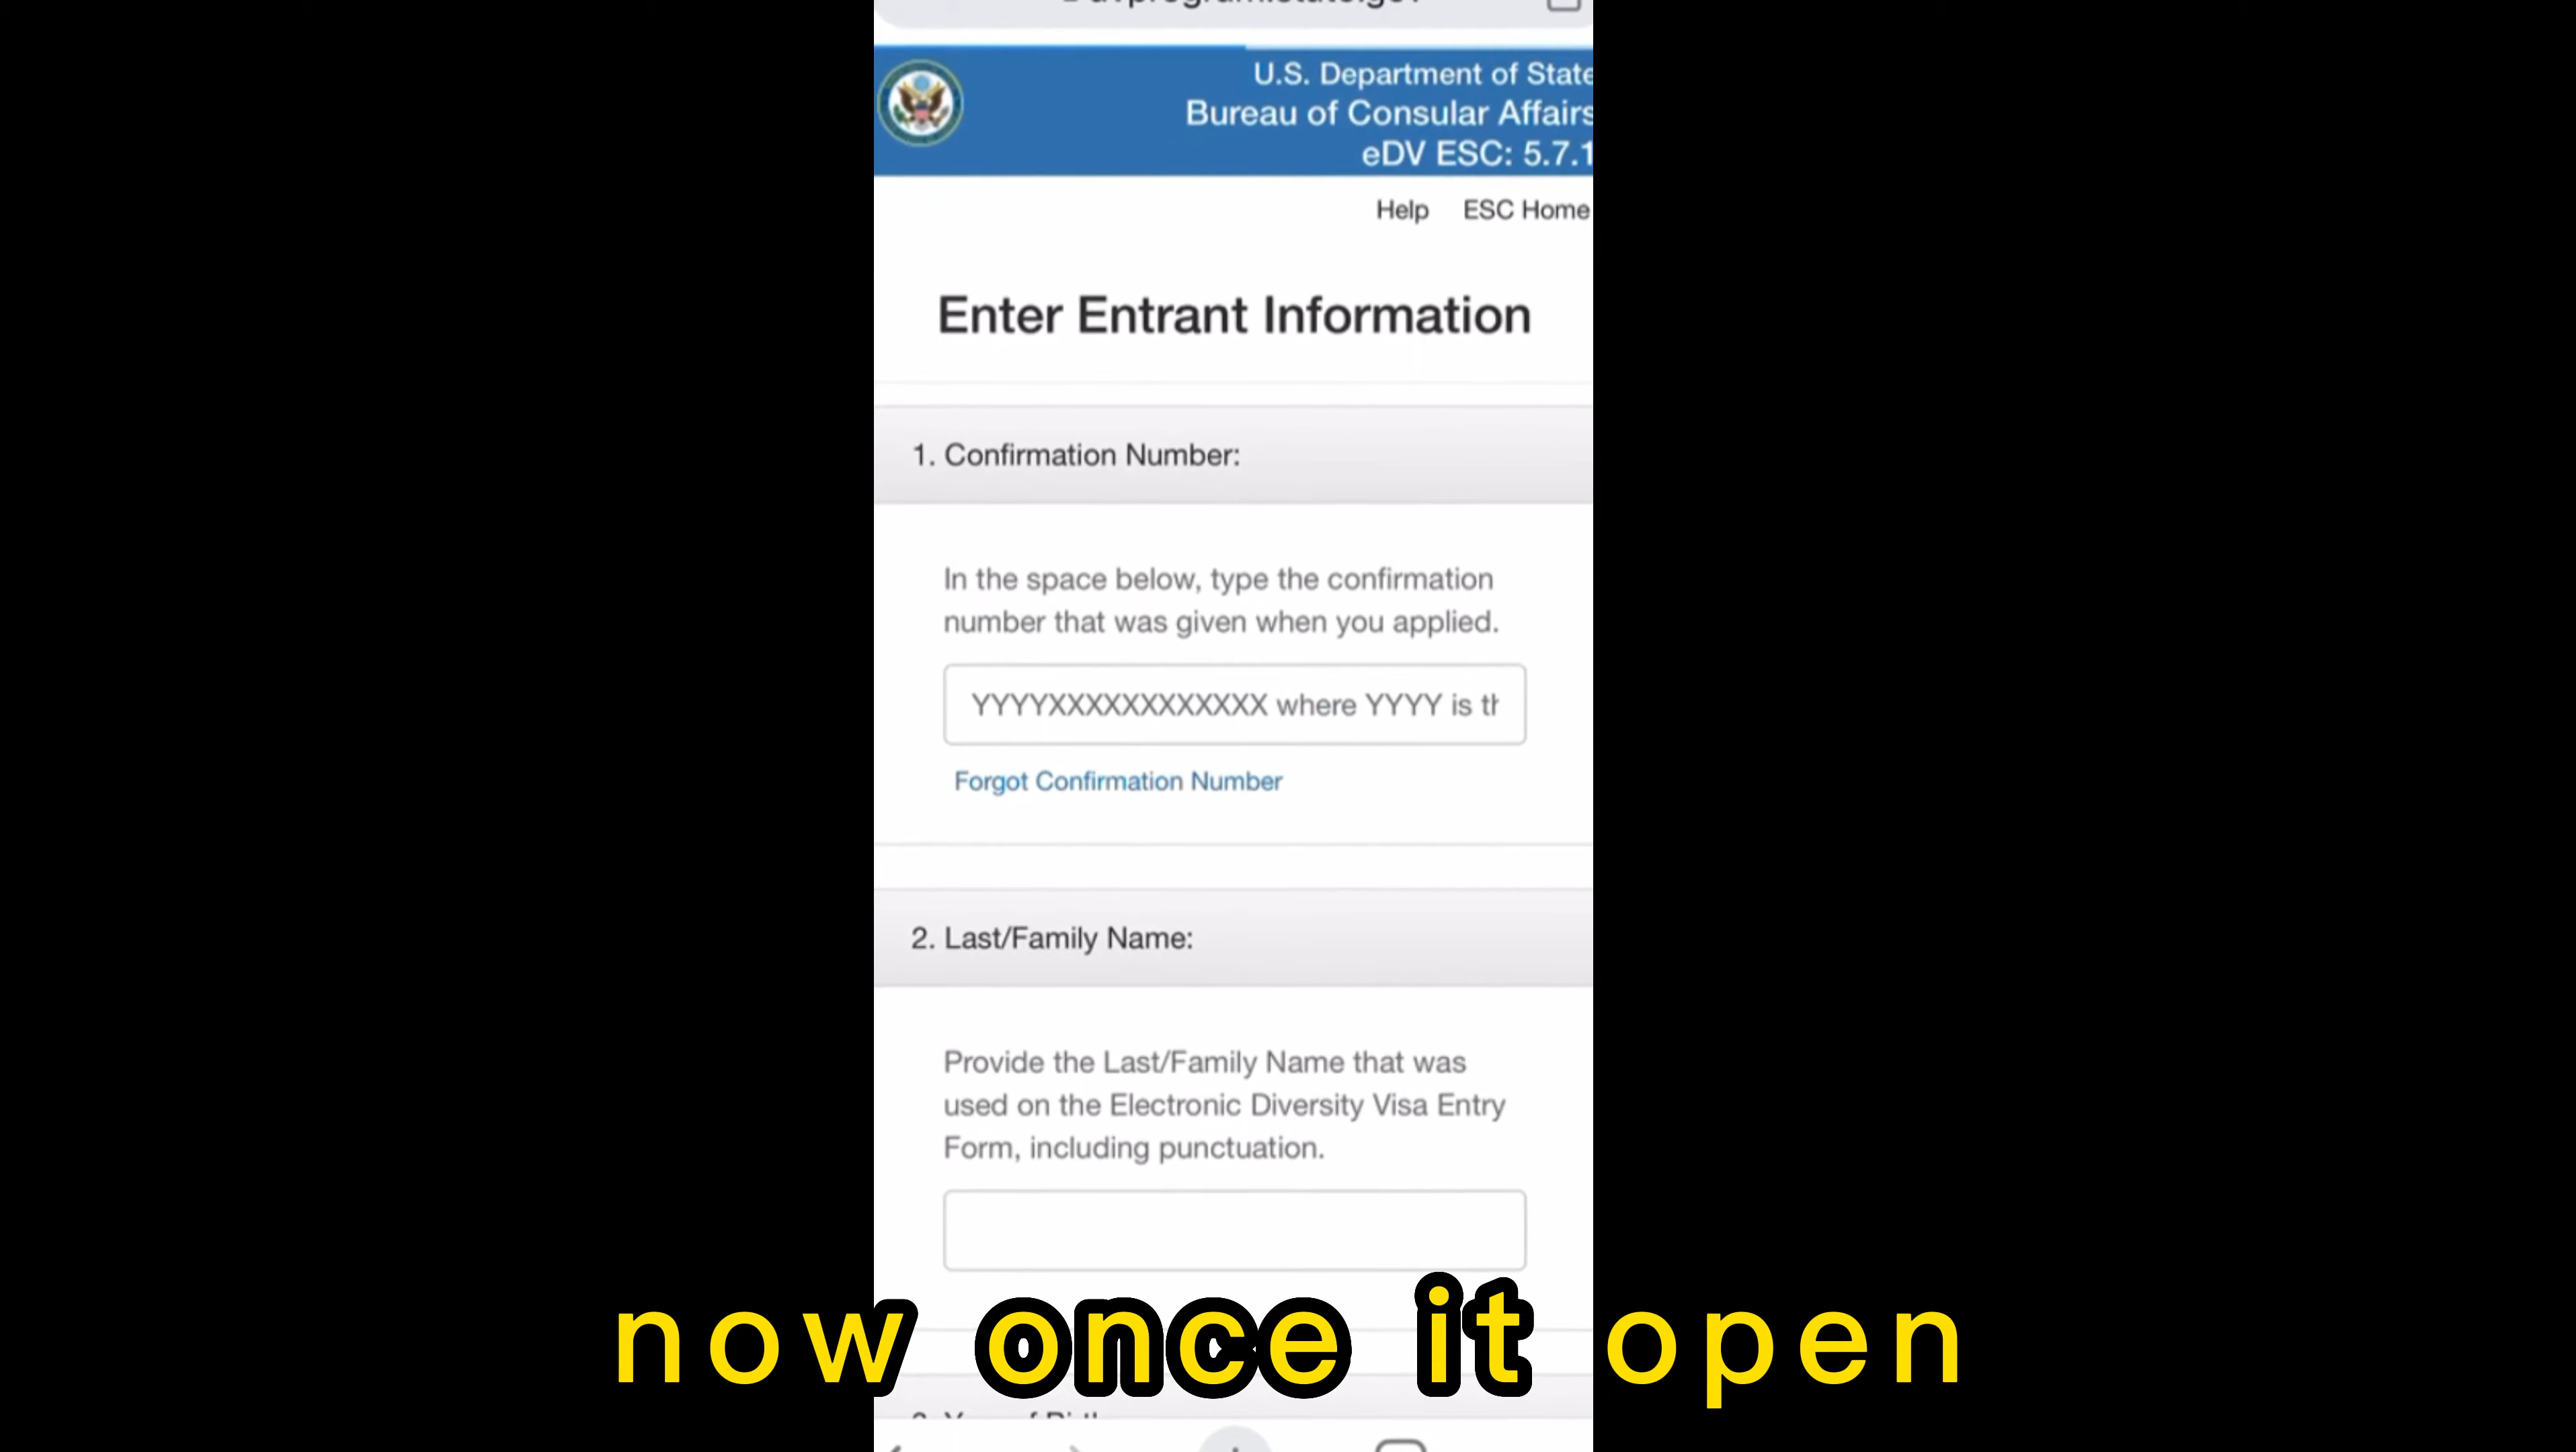 U.S. Department of State
Bureau of Consular Affairs
eDV ESC: 5.7.1
Help ESC Home
Enter Entrant Information
1. Confirmation Number:
In the space below, type the confirmation
number that was given when you applied.
YYYYXXXXXXXXXXXX where YYYY is th
Forgot Confirmation Number
2. Last/Family Name:
Provide the Last/Family Name that was
used on the Electronic Diversity Visa Entry
Form, including punctuation.
now once it open